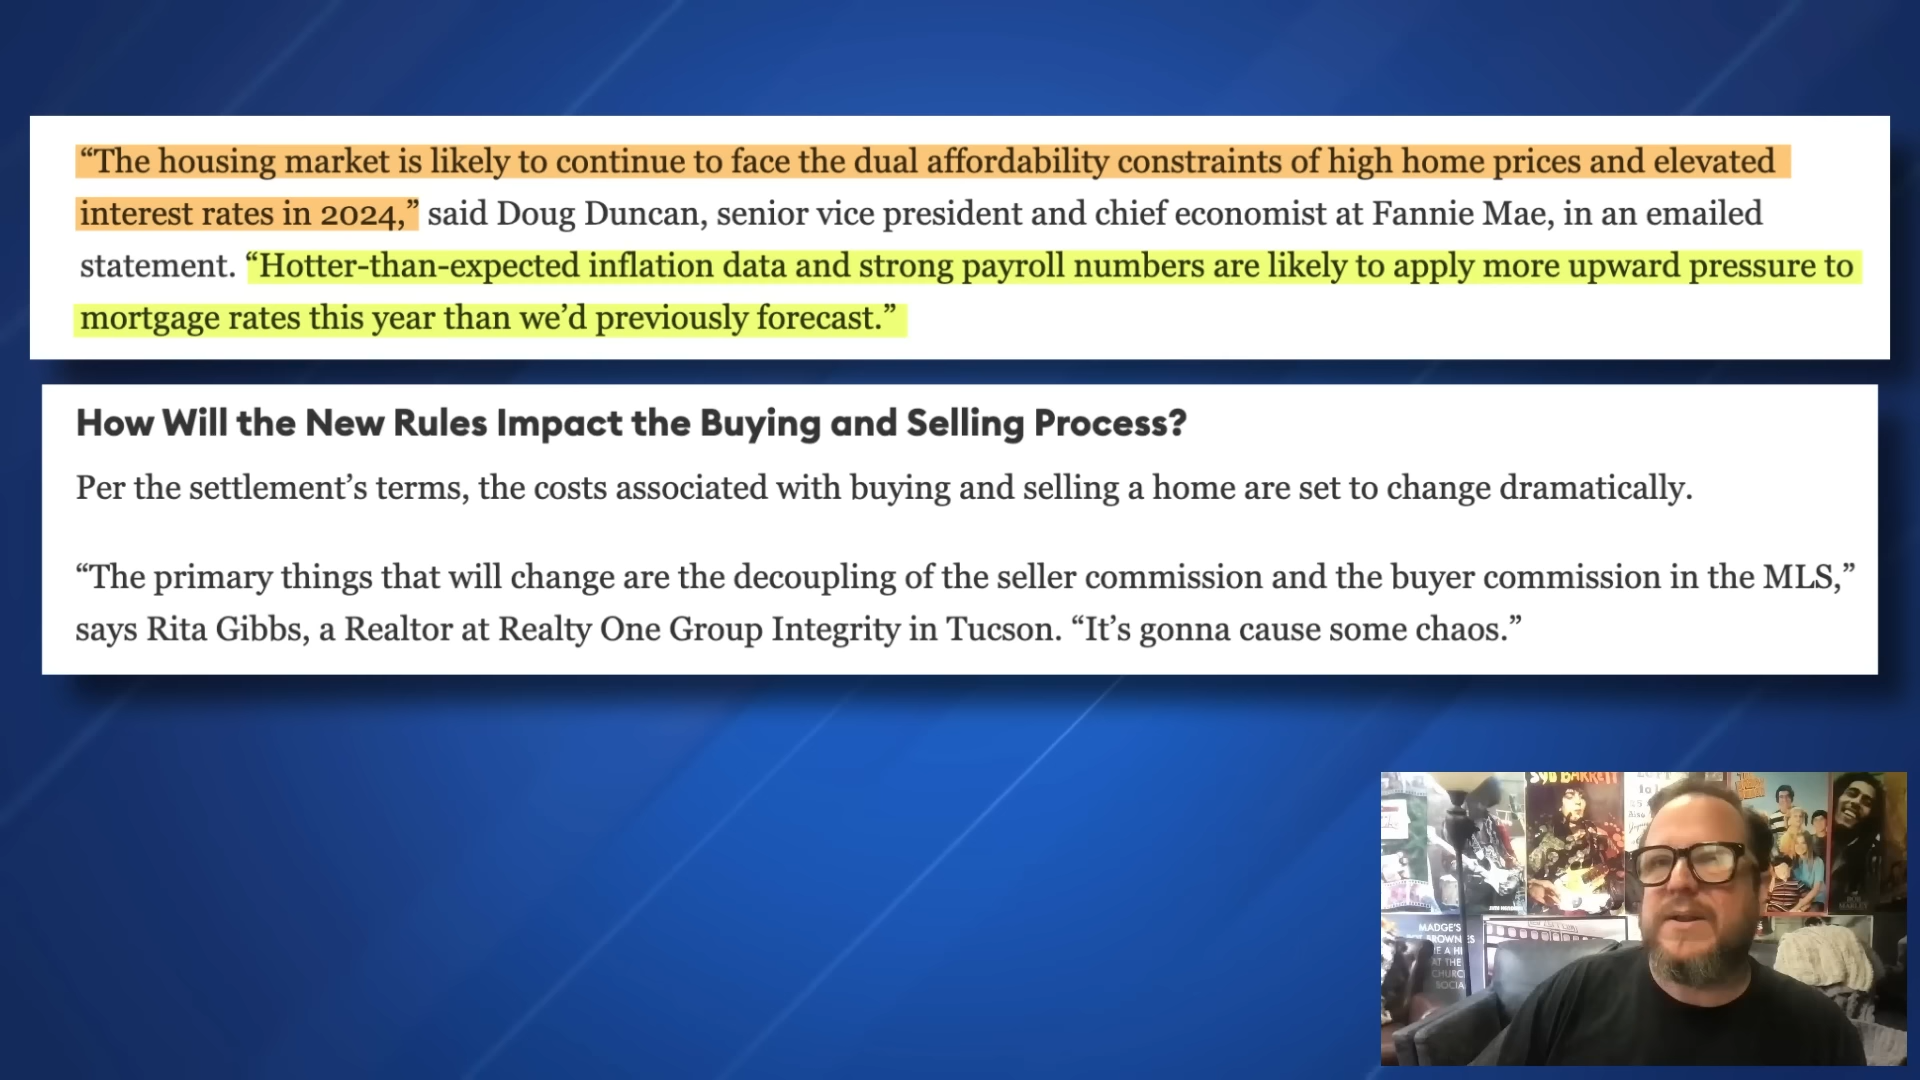 “The housing market is likely to continue to face the dual affordability constraints of high home prices and elevated
interest rates in 2024,” said Doug Duncan, senior vice president and chief economist at Fannie Mae, in an emailed
statement. “Hotter-than-expected inflation data and strong payroll numbers are likely to apply more upward pressure to
mortgage rates this year than we’d previously forecast.”
How Will the New Rules Impact the Buying and Selling Process?
Per the settlement’s terms, the costs associated with buying and selling a home are set to change dramatically.
“The primary things that will change are the decoupling of the seller commission and the buyer commission in the MLS,”
says Rita Gibbs, a Realtor at Realty One Group Integrity in Tucson. “It’s gonna cause some chaos.”
SYD BARRETT
MADGE'S
AT THE
BOB
MARLEY